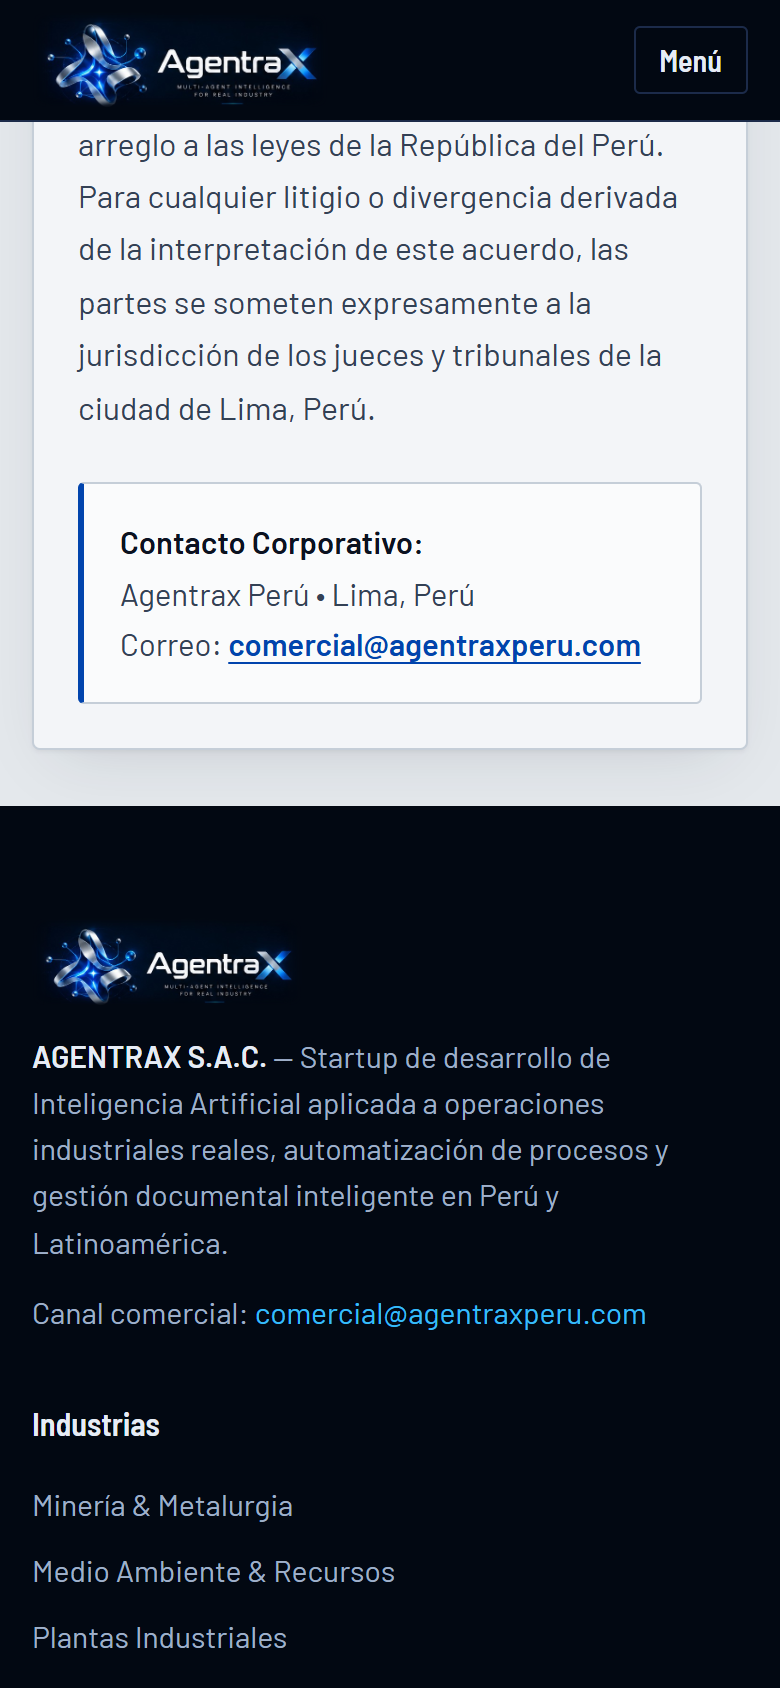 AgentraX
MULTI-AGENT INTELLIGENCE
FOR REAL INDUSTRY
Menú
arreglo a las leyes de la República del Perú.
Para cualquier litigio o divergencia derivada
de la interpretación de este acuerdo, las
partes se someten expresamente a la
jurisdicción de los jueces y tribunales de la
ciudad de Lima, Perú.
Contacto Corporativo:
Agentrax Perú • Lima, Perú
Correo: comercial@agentraxperu.com
AgentraX
MULTI-AGENT INTELLIGENCE
FOR REAL INDUSTRY
AGENTRAX S.A.C. — Startup de desarrollo de
Inteligencia Artificial aplicada a operaciones
industriales reales, automatización de procesos y
gestión documental inteligente en Perú y
Latinoamérica.
Canal comercial: comercial@agentraxperu.com
Industrias
Minería & Metalurgia
Medio Ambiente & Recursos
Plantas Industriales